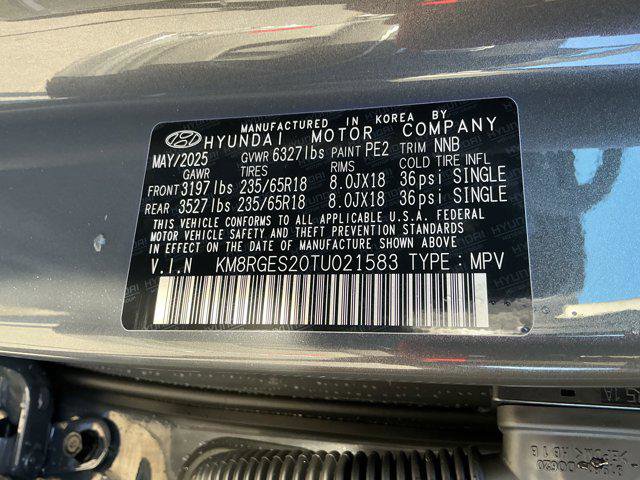 MANUFACTURED IN KOREA BY
HYUNDAI MOTOR COMPANY
MAY/2025 GVWR 6327lbs PAINT PE2 TRIM NNB
GAWR TIRES RIMS COLD TIRE INFL
FRONT 3197lbs 235/65R18 8.0JX18 36psi SINGLE
REAR 3527lbs 235/65R18 8.0JX18 36psi SINGLE
THIS VEHICLE CONFORMS TO ALL APPLICABLE U.S.A. FEDERAL
MOTOR VEHICLE SAFETY AND THEFT PREVENTION STANDARDS
IN EFFECT ON THE DATE OF MANUFACTURE SHOWN ABOVE
V.I.N KM8RGES20TU021583 TYPE : MPV